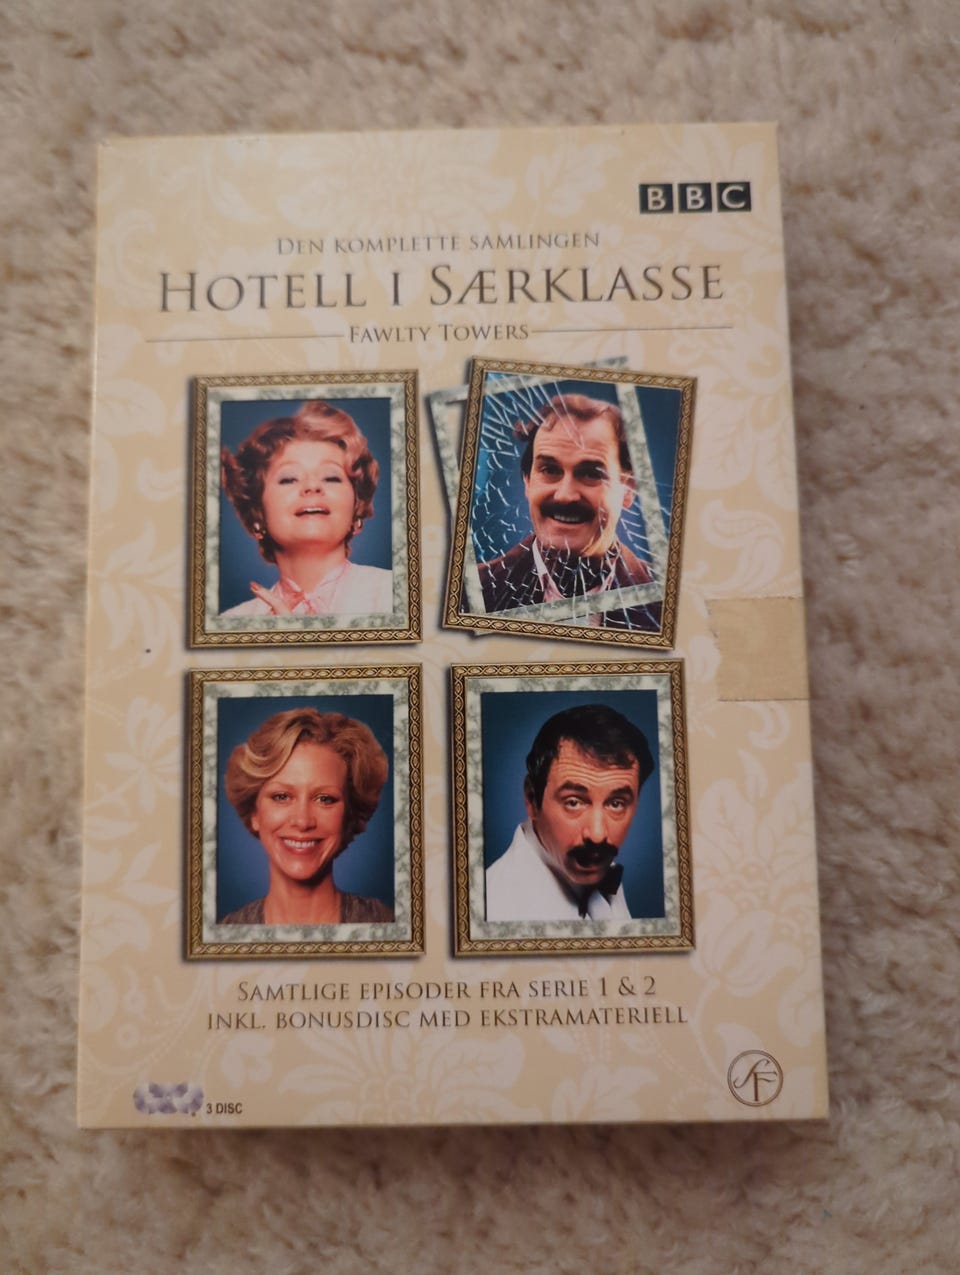 BBC
DEN KOMPLETTE SAMLINGEN
HOTELL I SÆRKLASSE
FAWLTY TOWERS
SAMTLIGE EPISODER FRA SERIE 1 & 2
INKL. BONUSDISC MED EKSTRAMATERIELL
3 DISC
SF